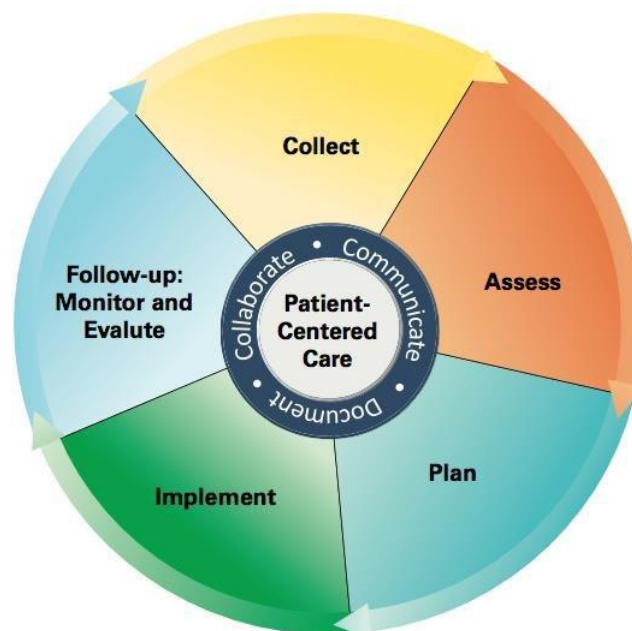 Collect
Assess
Plan
Implement
Follow-up:
Monitor and
Evalute
Collaborate • Communicate • Document •
Patient-
Centered
Care